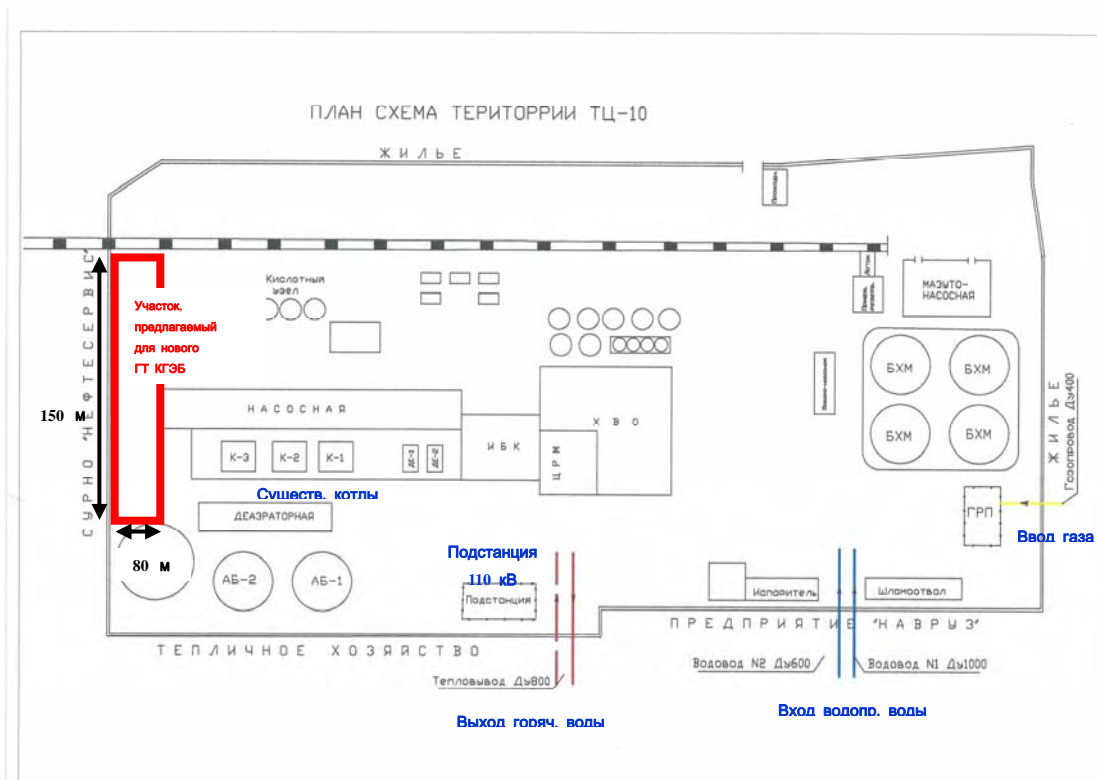 ПЛАН СХЕМА ТЕРИТОРРИИ ТЦ-10
ЖИЛЬЕ
Проходн.
СУРНО "НЕФТЕСЕРВИС"
Кислотный
узел
Участок,
предлагаемый
для нового
ГТ КГЭБ
МАЗУТО-
НАСОСНАЯ
150 м
НАСОСНАЯ
К-3
К-2
К-1
ДЕ-1
ДЕ-2
ИБК
ЦРМ
ХВО
БХМ
БХМ
БХМ
БХМ
ЖИЛЬЕ
Газопровод Ду400
Существ. котлы
ДЕАЭРАТОРНАЯ
ГРП
Ввод газа
80 м
АБ-2
АБ-1
Подстанция
110 кВ
Подстанция
Испаритель
Шламоотвал
ПРЕДПРИЯТИЕ "НАВРУЗ"
ТЕПЛИЧНОЕ ХОЗЯЙСТВО
Тепловывод Ду800
Водовод N2 Ду600
Водовод N1 Ду1000
Выход горяч. воды
Вход водопр. воды